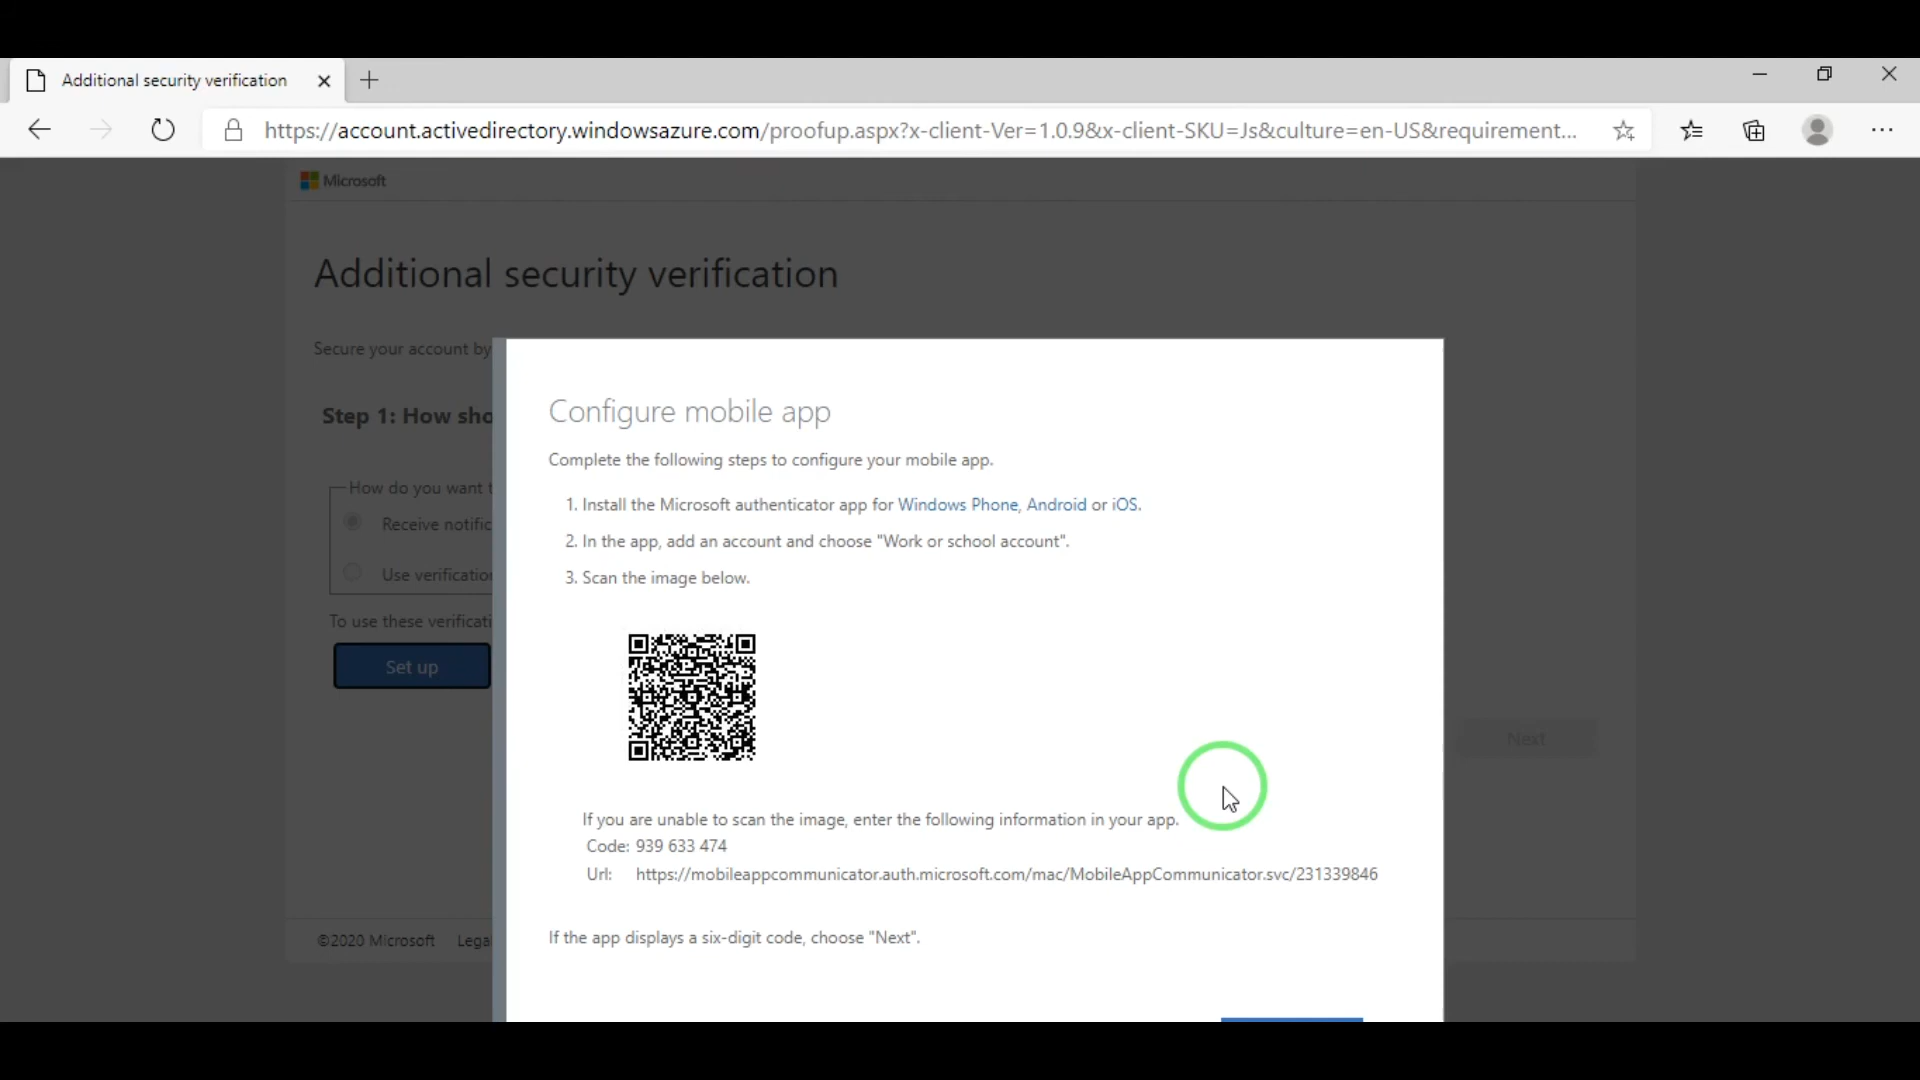 Additional security verification
https://account.activedirectory.windowsazure.com/proofup.aspx?x-client-Ver=1.0.9&x-client-SKU=Js&culture=en-US&requirement...
Microsoft
Additional security verification
Secure your account by
Step 1: How sho
How do you want t
Receive notific
Use verification
To use these verificati
Set up
Configure mobile app
Complete the following steps to configure your mobile app.
1. Install the Microsoft authenticator app for Windows Phone, Android or iOS.
2. In the app, add an account and choose "Work or school account".
3. Scan the image below.
If you are unable to scan the image, enter the following information in your app.
Code: 939 633 474
Url: https://mobileappcommunicator.auth.microsoft.com/mac/MobileAppCommunicator.svc/231339846
If the app displays a six-digit code, choose "Next".
Next
©2020 Microsoft Legal